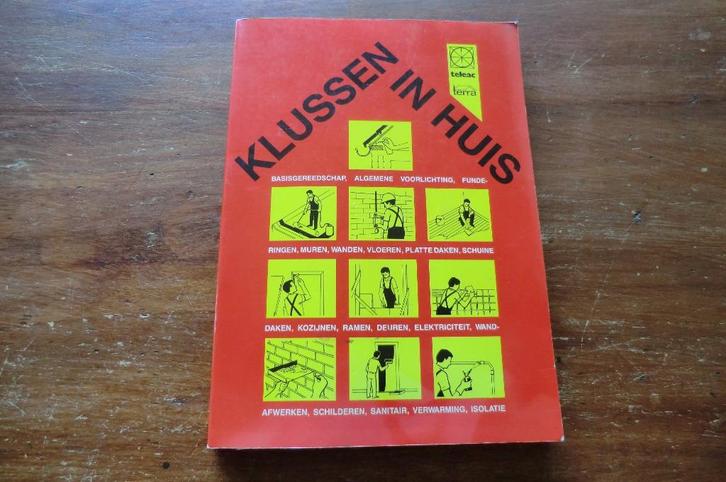 KLUSSEN IN HUIS
teleac
terra
BASISGEREEDSCHAP, ALGEMENE VOORLICHTING, FUNDE-
RINGEN, MUREN, WANDEN, VLOEREN, PLATTE DAKEN, SCHUINE
DAKEN, KOZIJNEN, RAMEN, DEUREN, ELEKTRICITEIT, WAND-
AFWERKEN, SCHILDEREN, SANITAIR, VERWARMING, ISOLATIE